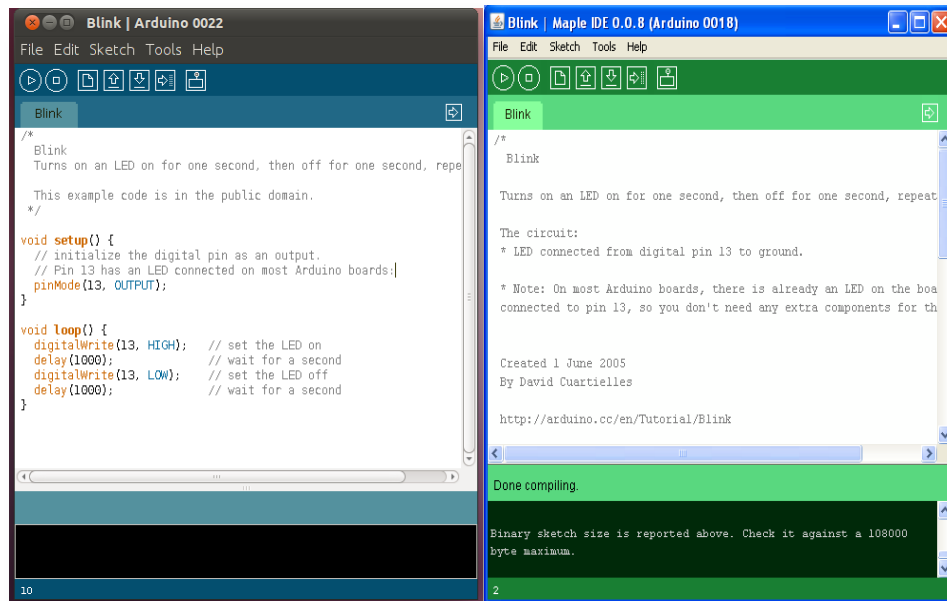 Blink | Arduino 0022
File Edit Sketch Tools Help
Blink
/*
Blink
Turns on an LED on for one second, then off for one second, repe
This example code is in the public domain.
*/
void setup() {
// initialize the digital pin as an output.
// Pin 13 has an LED connected on most Arduino boards:
pinMode(13, OUTPUT);
}
void loop() {
digitalWrite(13, HIGH); // set the LED on
delay(1000); // wait for a second
digitalWrite(13, LOW); // set the LED off
delay(1000); // wait for a second
}
10
Blink | Maple IDE 0.0.8 (Arduino 0018)
File Edit Sketch Tools Help
Blink
/*
Blink
Turns on an LED on for one second, then off for one second, repeat
The circuit:
* LED connected from digital pin 13 to ground.
* Note: On most Arduino boards, there is already an LED on the boa
connected to pin 13, so you don't need any extra components for th
Created 1 June 2005
By David Cuartielles
http://arduino.cc/en/Tutorial/Blink
Done compiling.
Binary sketch size is reported above. Check it against a 108000
byte maximum.
2